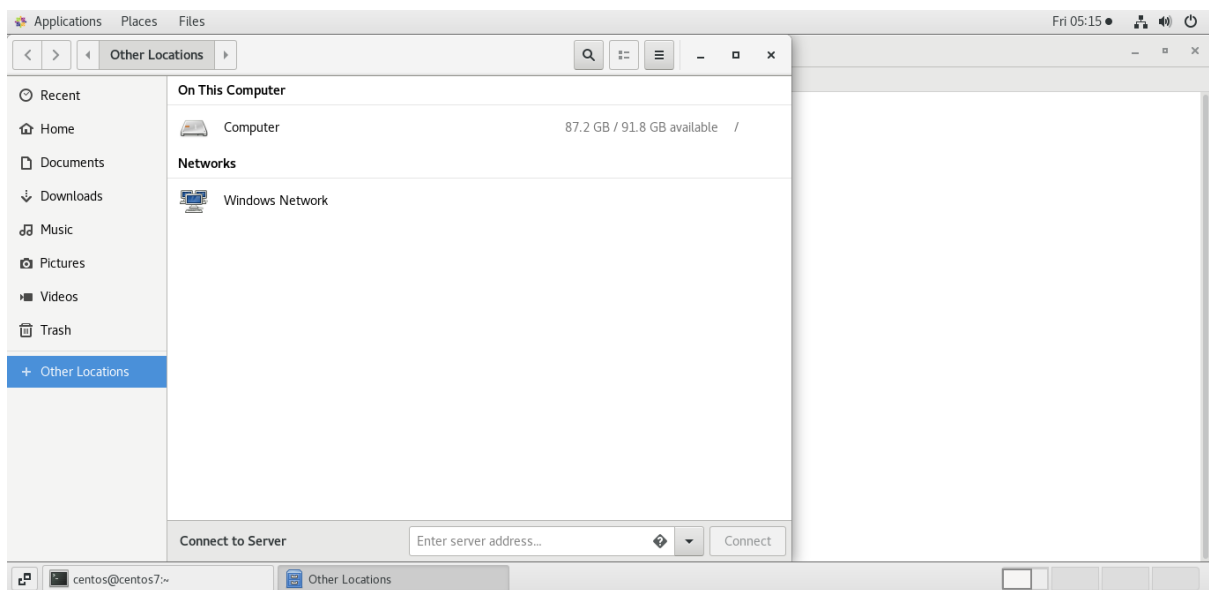 Applications Places Files Fri 05:15
Other Locations
Recent
Home
Documents
Downloads
Music
Pictures
Videos
Trash
+ Other Locations
On This Computer
Computer 87.2 GB / 91.8 GB available /
Networks
Windows Network
Connect to Server Enter server address... Connect
centos@centos7:~ Other Locations